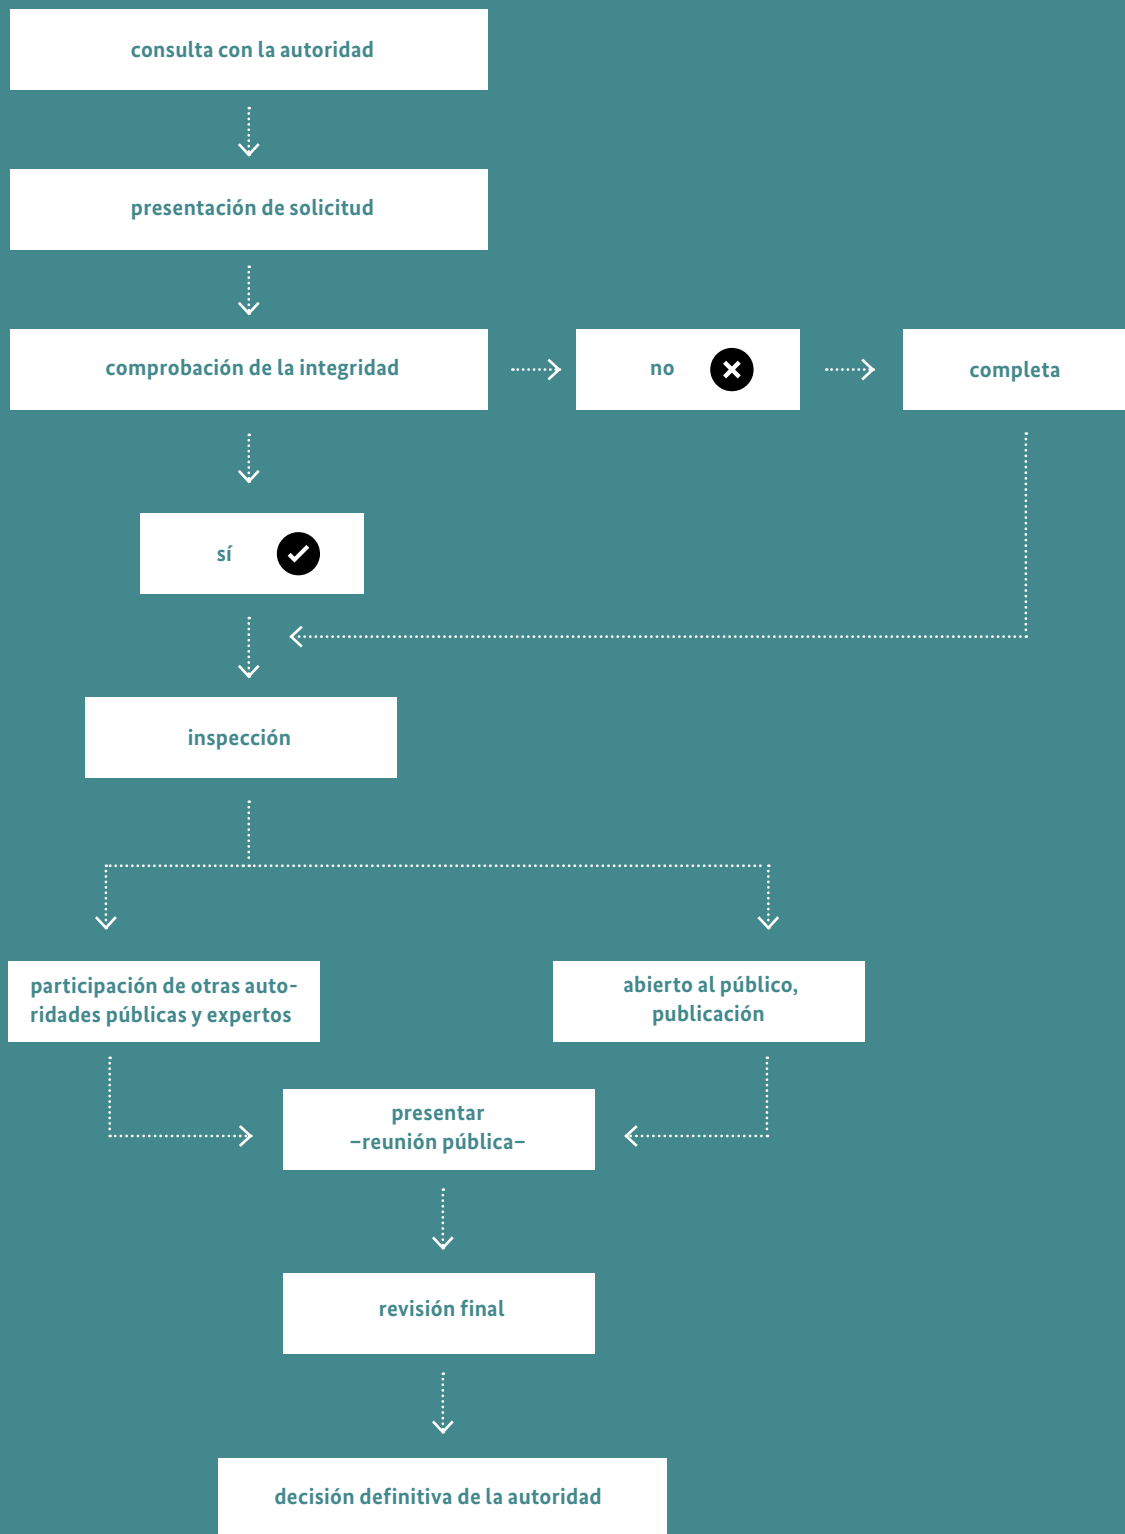 consulta con la autoridad
presentación de solicitud
comprobación de la integridad
no
completa
sí
inspección
participación de otras auto-
ridades públicas y expertos
abierto al público,
publicación
presentar
–reunión pública–
revisión final
decisión definitiva de la autoridad